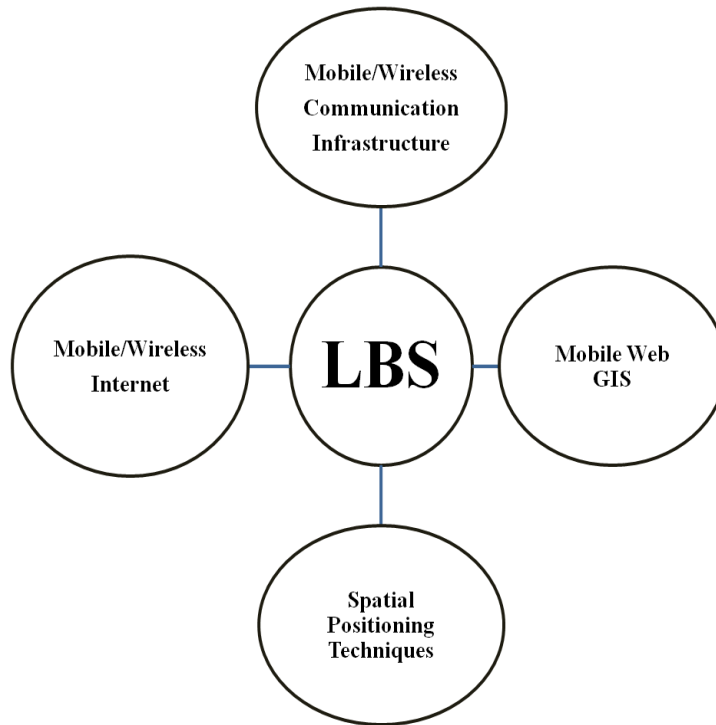 Mobile/Wireless
Communication
Infrastructure
Mobile/Wireless
Internet
LBS
Mobile Web
GIS
Spatial
Positioning
Techniques